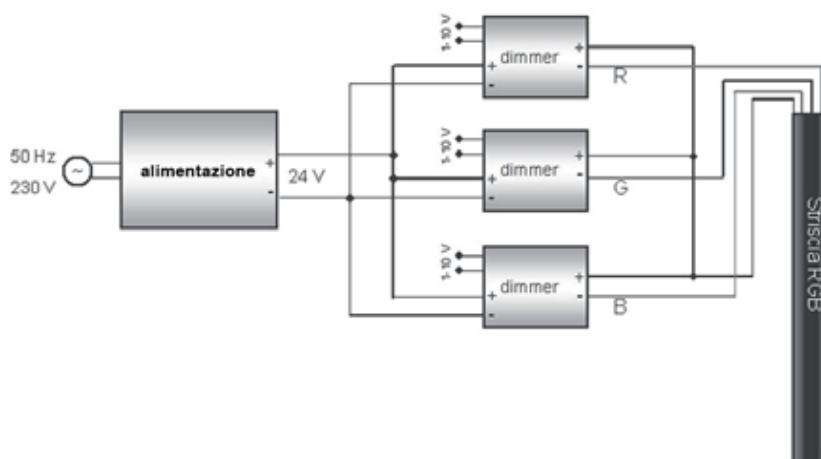 50 Hz
230 V
~
alimentazione
+
-
24 V
1-10 V
+
-
dimmer
+
-
R
1-10 V
+
-
dimmer
+
-
G
1-10 V
+
-
dimmer
+
-
B
Striscia RGB